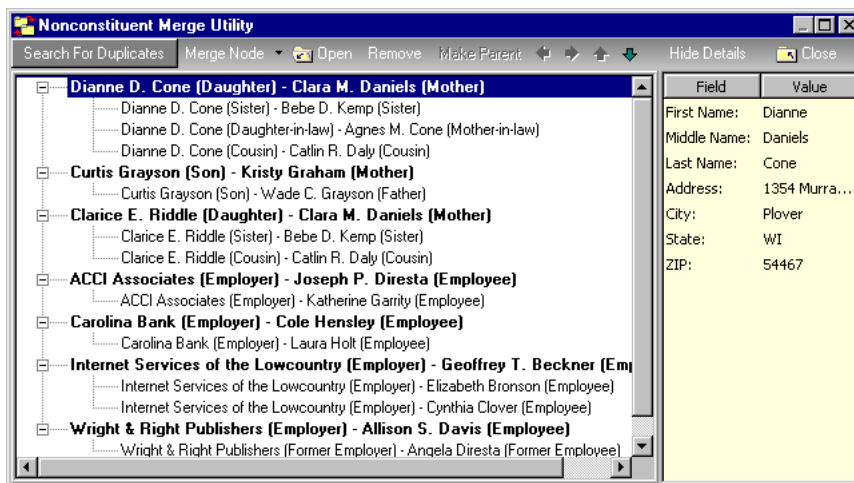 Nonconstituent Merge Utility
Search For Duplicates Merge Node Open Remove Make Parent Hide Details Close
Dianne D. Cone (Daughter) - Clara M. Daniels (Mother)
Dianne D. Cone (Sister) - Bebe D. Kemp (Sister)
Dianne D. Cone (Daughter-in-law) - Agnes M. Cone (Mother-in-law)
Dianne D. Cone (Cousin) - Catlin R. Daly (Cousin)
Curtis Grayson (Son) - Kristy Graham (Mother)
Curtis Grayson (Son) - Wade C. Grayson (Father)
Clarice E. Riddle (Daughter) - Clara M. Daniels (Mother)
Clarice E. Riddle (Sister) - Bebe D. Kemp (Sister)
Clarice E. Riddle (Cousin) - Catlin R. Daly (Cousin)
ACCI Associates (Employer) - Joseph P. Diresta (Employee)
ACCI Associates (Employer) - Katherine Garrity (Employee)
Carolina Bank (Employer) - Cole Hensley (Employee)
Carolina Bank (Employer) - Laura Holt (Employee)
Internet Services of the Lowcountry (Employer) - Geoffrey T. Beckner (Em
Internet Services of the Lowcountry (Employer) - Elizabeth Bronson (Employee)
Internet Services of the Lowcountry (Employer) - Cynthia Clover (Employee)
Wright & Right Publishers (Employer) - Allison S. Davis (Employee)
Wright & Right Publishers (Former Employer) - Angela Diresta (Former Employee)
Field Value
First Name: Dianne
Middle Name: Daniels
Last Name: Cone
Address: 1354 Murra...
City: Plover
State: WI
ZIP: 54467